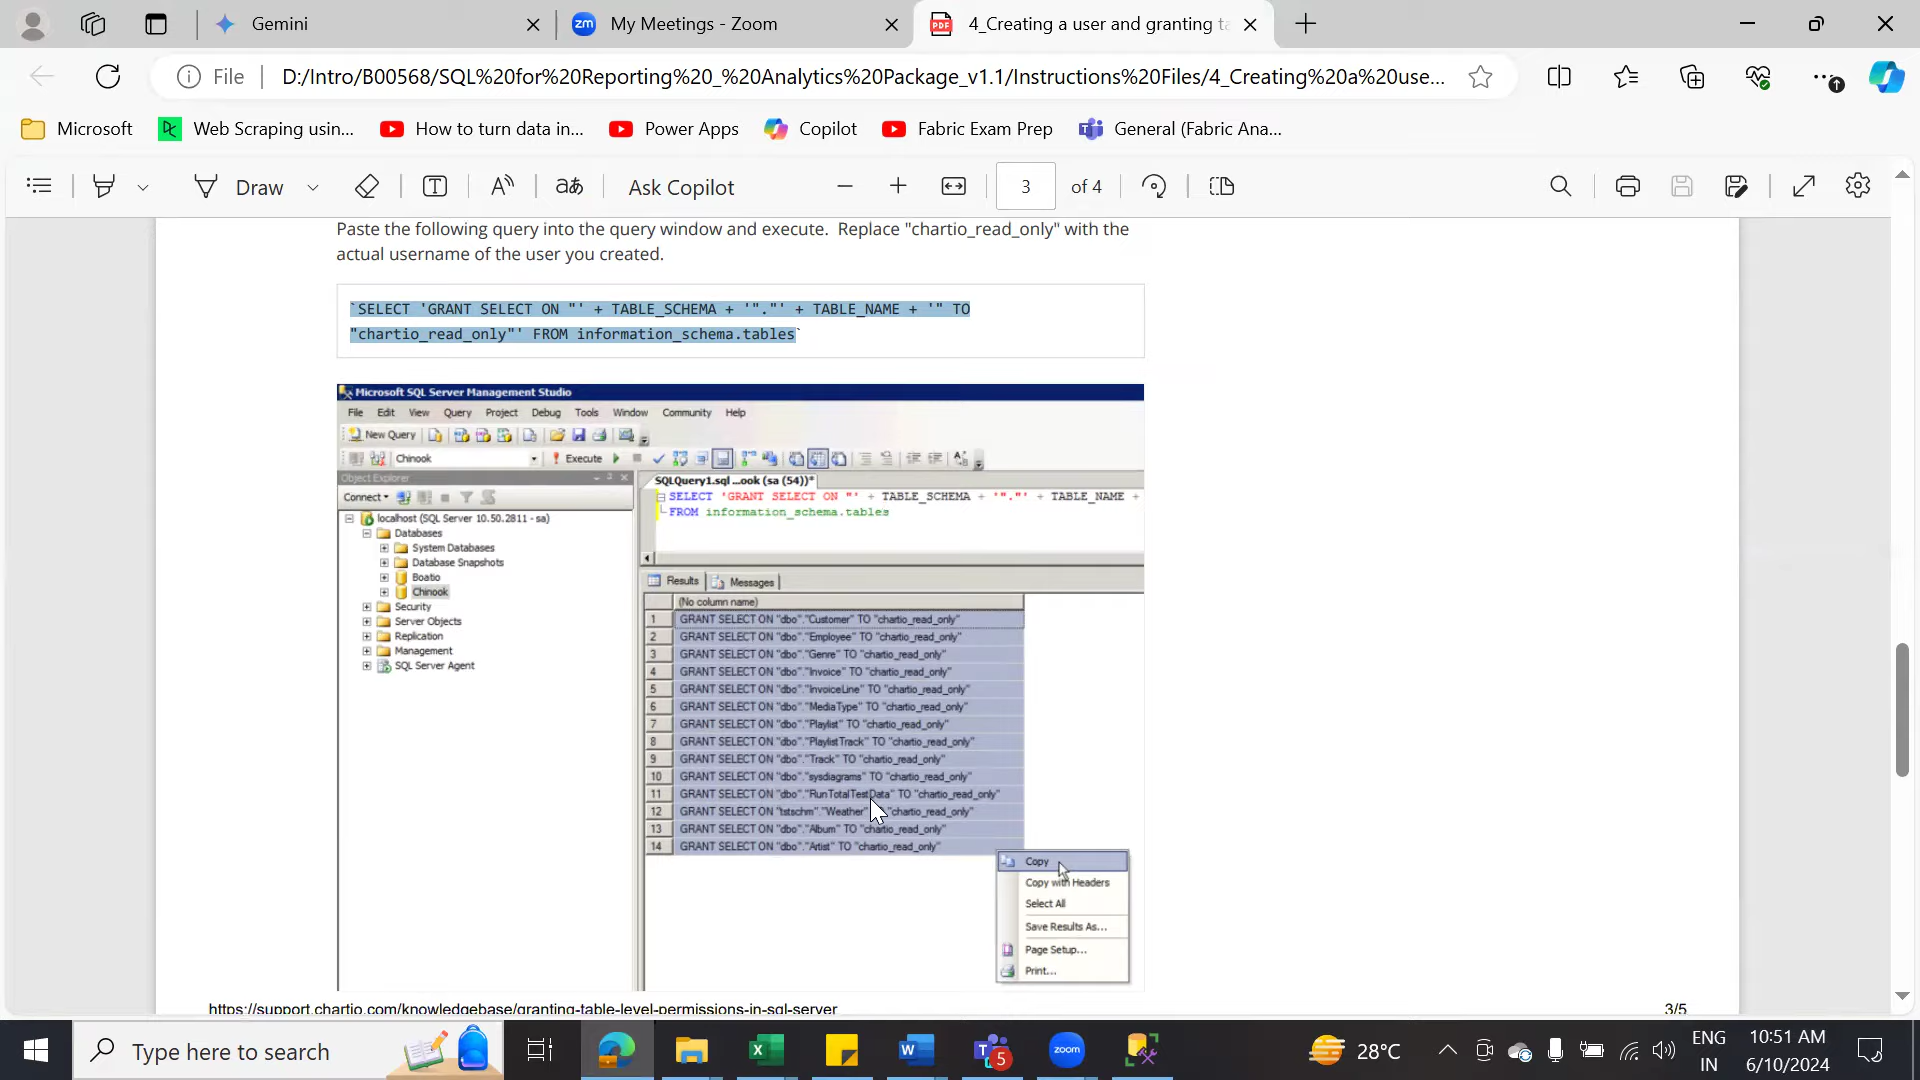 Gemini
My Meetings - Zoom
4_Creating a user and granting ta
File
D:/Intro/B00568/SQL%20for%20Reporting%20_%20Analytics%20Package_v1.1/Instructions%20Files/4_Creating%20a%20use...
Microsoft
Web Scraping usin...
How to turn data in...
Power Apps
Copilot
Fabric Exam Prep
General (Fabric Ana...
Draw
Ask Copilot
3
of 4
Paste the following query into the query window and execute. Replace "chartio_read_only" with the
actual username of the user you created.
`SELECT 'GRANT SELECT ON "' + TABLE_SCHEMA + '"."' + TABLE_NAME + '" TO
"chartio_read_only"' FROM information_schema.tables`
Microsoft SQL Server Management Studio
File Edit View Query Project Debug Tools Window Community Help
New Query
Chinook
Execute
Object Explorer
Connect
localhost (SQL Server 10.50.2811 - sa)
Databases
System Databases
Database Snapshots
Boatio
Chinook
Security
Server Objects
Replication
Management
SQL Server Agent
SQLQuery1.sql ...ook (sa (54))*
SELECT 'GRANT SELECT ON "' + TABLE_SCHEMA + '"."' + TABLE_NAME +
FROM information_schema.tables
Results
Messages
(No column name)
1 GRANT SELECT ON "dbo"."Customer" TO "chartio_read_only"
2 GRANT SELECT ON "dbo"."Employee" TO "chartio_read_only"
3 GRANT SELECT ON "dbo"."Genre" TO "chartio_read_only"
4 GRANT SELECT ON "dbo"."Invoice" TO "chartio_read_only"
5 GRANT SELECT ON "dbo"."InvoiceLine" TO "chartio_read_only"
6 GRANT SELECT ON "dbo"."MediaType" TO "chartio_read_only"
7 GRANT SELECT ON "dbo"."Playlist" TO "chartio_read_only"
8 GRANT SELECT ON "dbo"."PlaylistTrack" TO "chartio_read_only"
9 GRANT SELECT ON "dbo"."Track" TO "chartio_read_only"
10 GRANT SELECT ON "dbo"."sysdiagrams" TO "chartio_read_only"
11 GRANT SELECT ON "dbo"."RunTotalTestData" TO "chartio_read_only"
12 GRANT SELECT ON "tstschm"."Weather" "chartio_read_only"
13 GRANT SELECT ON "dbo"."Album" TO "chartio_read_only"
14 GRANT SELECT ON "dbo"."Artist" TO "chartio_read_only"
Copy
Copy with Headers
Select All
Save Results As...
Page Setup...
Print...
https://support.chartio.com/knowledgebase/granting-table-level-permissions-in-sql-server
3/5
Type here to search
5
zoom
28°C
ENG
IN
10:51 AM
6/10/2024